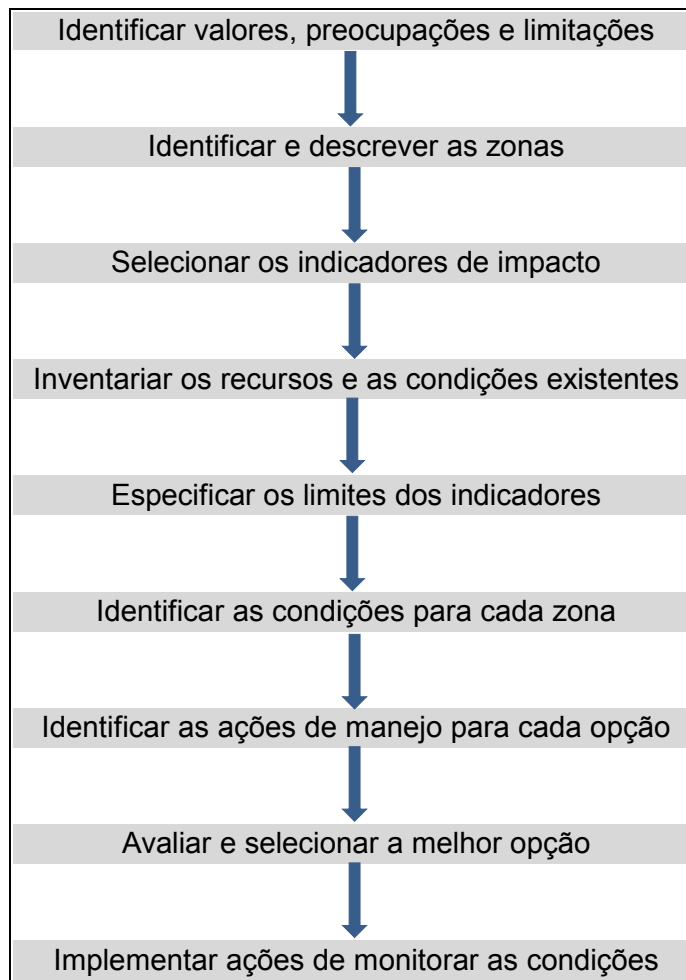 Identificar valores, preocupações e limitações
Identificar e descrever as zonas
Selecionar os indicadores de impacto
Inventariar os recursos e as condições existentes
Especificar os limites dos indicadores
Identificar as condições para cada zona
Identificar as ações de manejo para cada opção
Avaliar e selecionar a melhor opção
Implementar ações de monitorar as condições